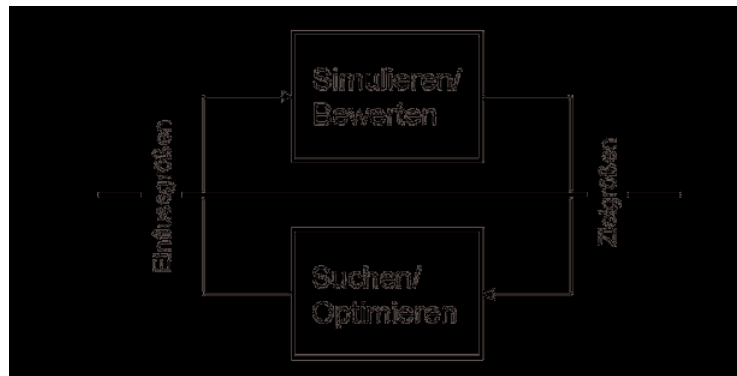 Simulieren/
Bewerten
Einflussgrößen
Zielgrößen
Suchen/
Optimieren